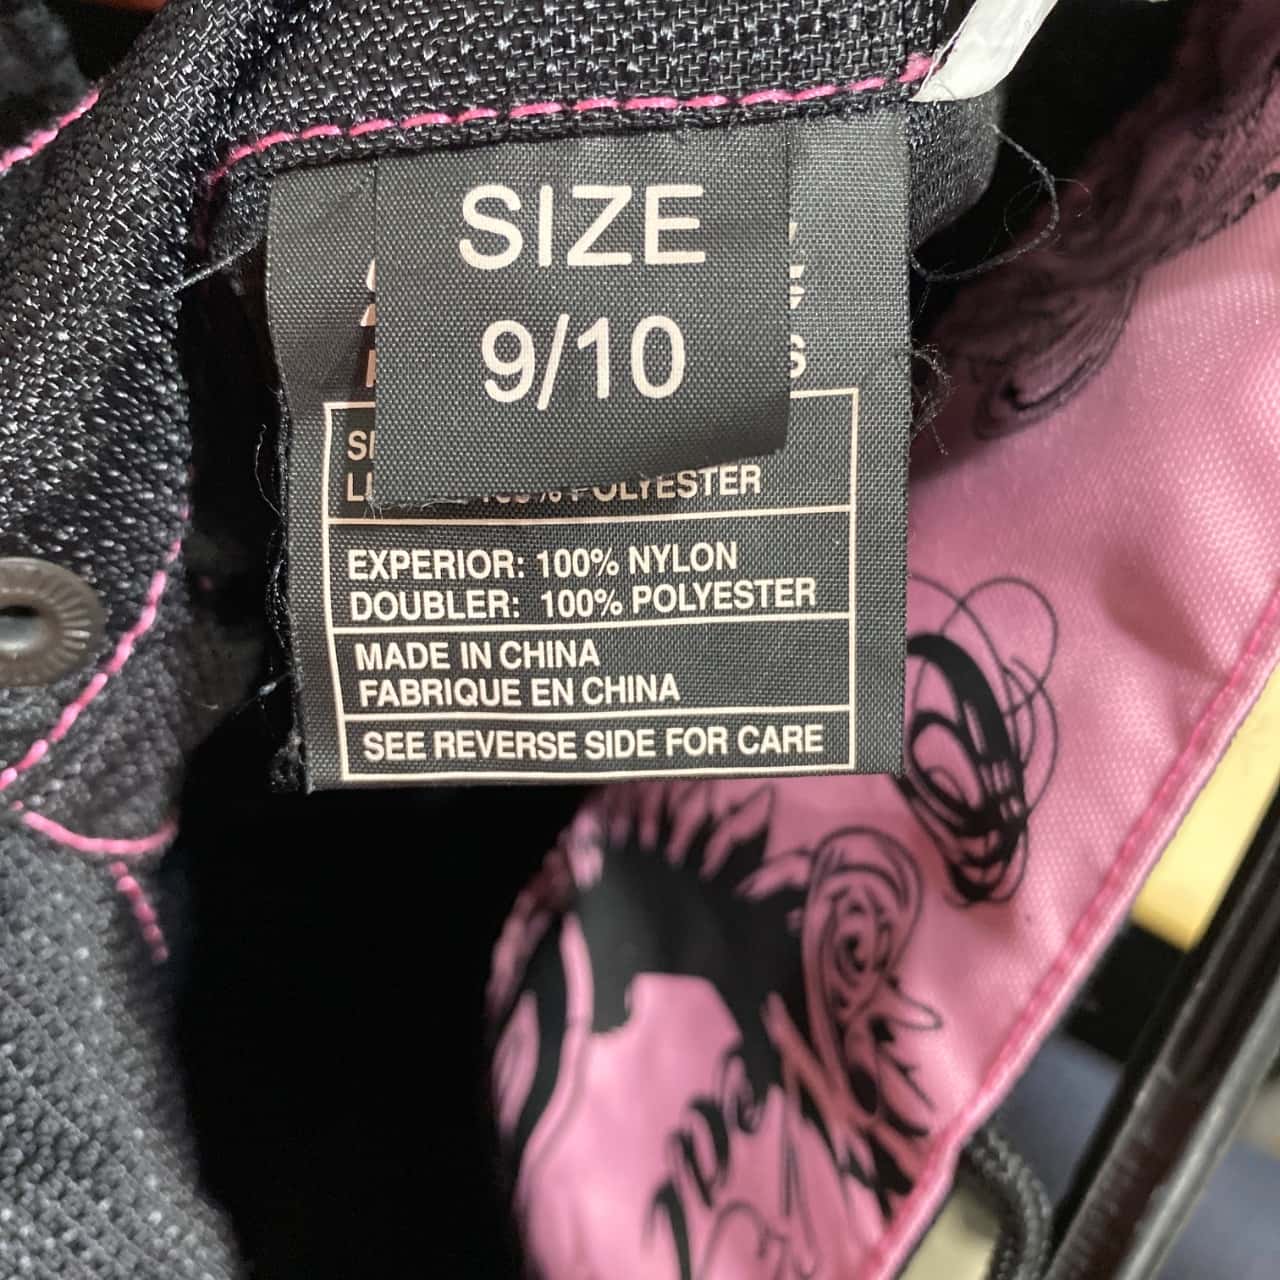 SIZE
9/10
100% POLYESTER
EXPERIOR: 100% NYLON
DOUBLER: 100% POLYESTER
MADE IN CHINA
FABRIQUE EN CHINA
SEE REVERSE SIDE FOR CARE